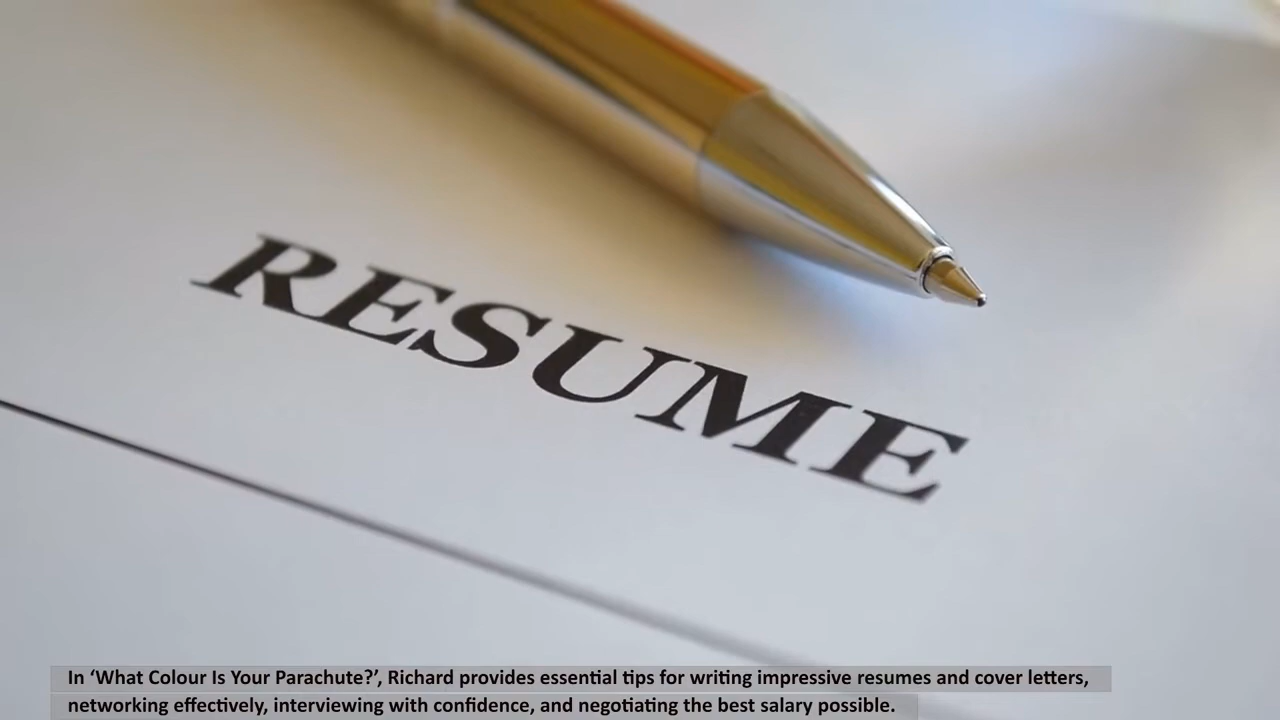 RESUME
In ‘What Colour Is Your Parachute?’, Richard provides essential tips for writing impressive resumes and cover letters,
networking effectively, interviewing with confidence, and negotiating the best salary possible.